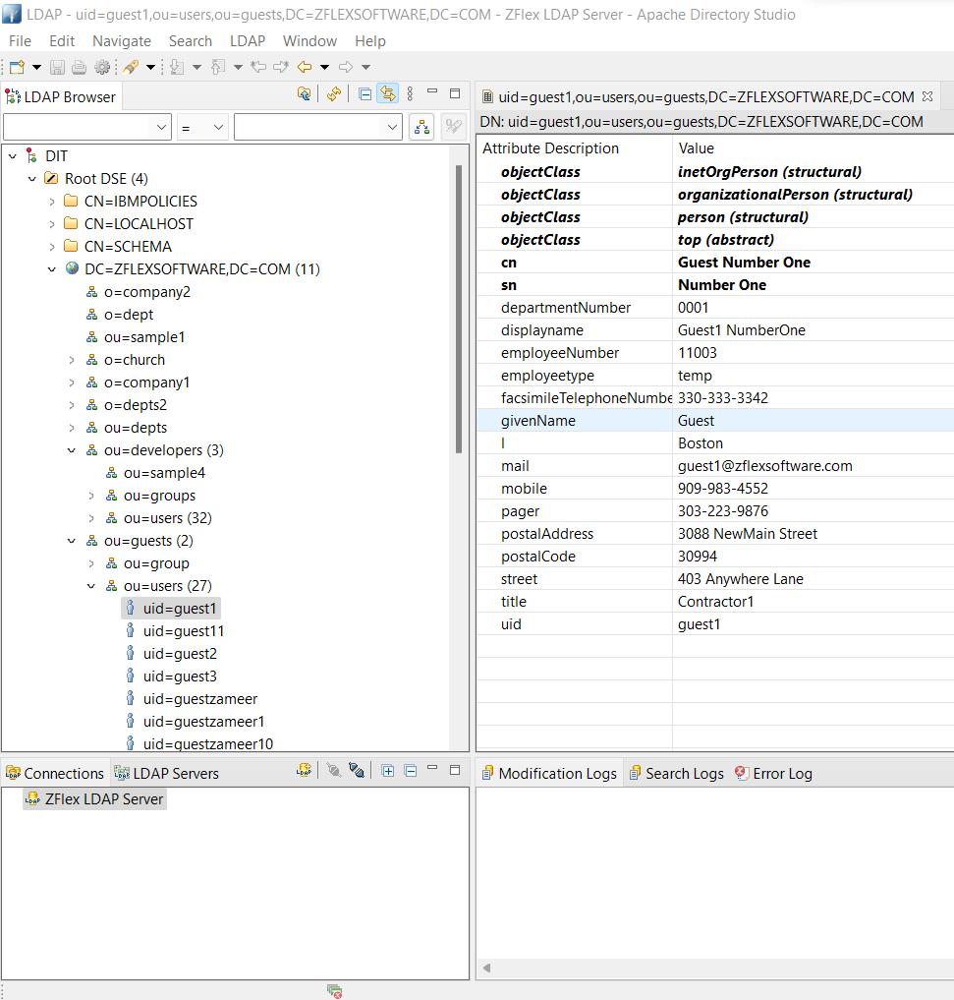 LDAP - uid=guest1,ou=users,ou=guests,DC=ZFLEXSOFTWARE,DC=COM - ZFlex LDAP Server - Apache Directory Studio
File Edit Navigate Search LDAP Window Help
LDAP Browser
=
DIT
Root DSE (4)
CN=IBMPOLICIES
CN=LOCALHOST
CN=SCHEMA
DC=ZFLEXSOFTWARE,DC=COM (11)
o=company2
o=dept
ou=sample1
o=church
o=company1
o=depts2
ou=depts
ou=developers (3)
ou=sample4
ou=groups
ou=users (32)
ou=guests (2)
ou=group
ou=users (27)
uid=guest1
uid=guest11
uid=guest2
uid=guest3
uid=guestzameer
uid=guestzameer1
uid=guestzameer10
uid=guest1,ou=users,ou=guests,DC=ZFLEXSOFTWARE,DC=COM
DN: uid=guest1,ou=users,ou=guests,DC=ZFLEXSOFTWARE,DC=COM
Attribute Description Value
objectClass inetOrgPerson (structural)
objectClass organizationalPerson (structural)
objectClass person (structural)
objectClass top (abstract)
cn Guest Number One
sn Number One
departmentNumber 0001
displayname Guest1 NumberOne
employeeNumber 11003
employeetype temp
facsimileTelephoneNumbe 330-333-3342
givenName Guest
l Boston
mail guest1@zflexsoftware.com
mobile 909-983-4552
pager 303-223-9876
postalAddress 3088 NewMain Street
postalCode 30994
street 403 Anywhere Lane
title Contractor1
uid guest1
Connections LDAP Servers
LDAP
LDAP ZFlex LDAP Server
Modification Logs Search Logs Error Log